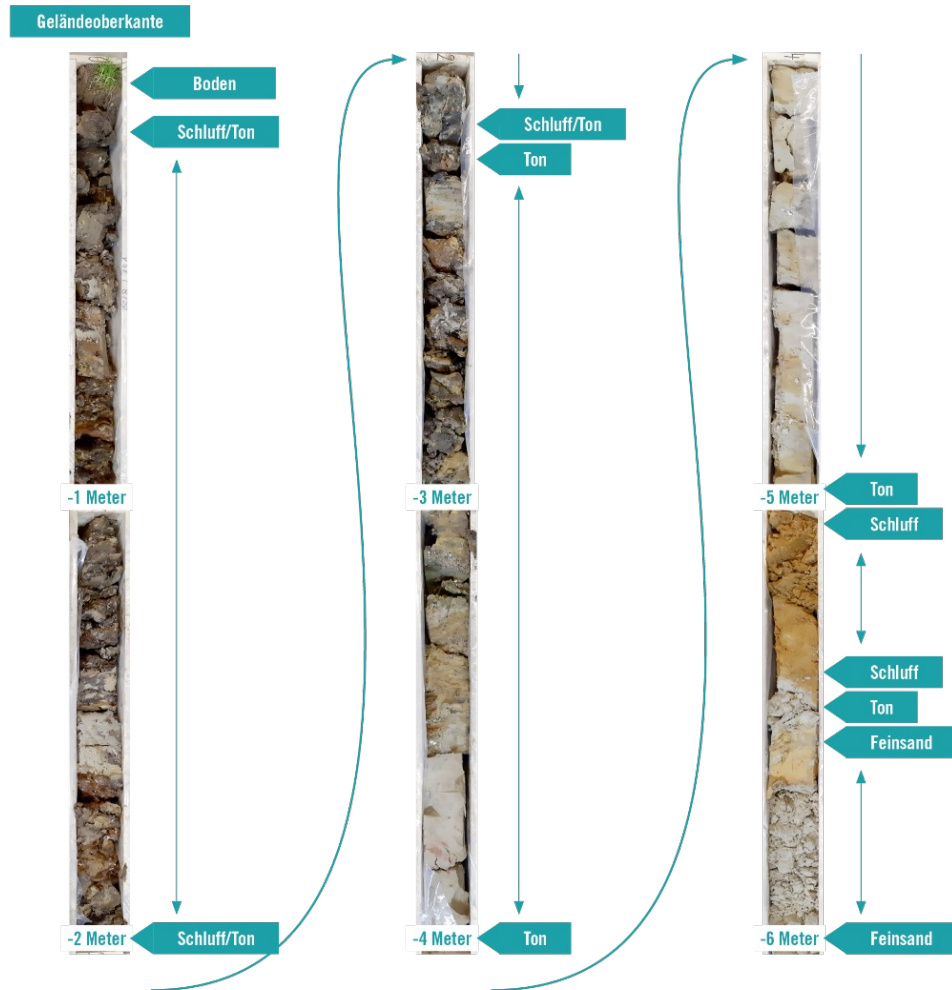 Geländeoberkante
Boden
Schluff/Ton
-1 Meter
-2 Meter
Schluff/Ton
Schluff/Ton
Ton
-3 Meter
-4 Meter
Ton
-5 Meter
Ton
Schluff
Schluff
Ton
Feinsand
-6 Meter
Feinsand